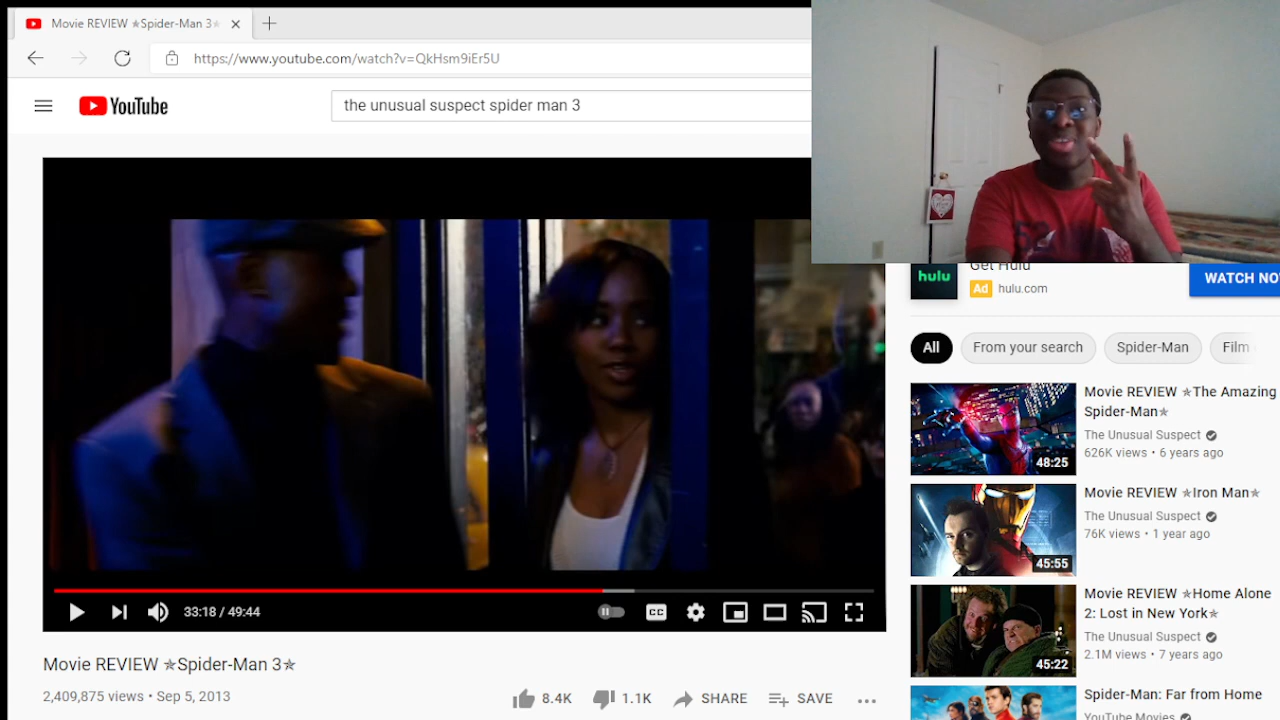 Movie REVIEW ✯Spider-Man 3✯
https://www.youtube.com/watch?v=QkHsm9iEr5U
YouTube
the unusual suspect spider man 3
hulu
Get Hulu
Ad hulu.com
WATCH NO
All
From your search
Spider-Man
Film
Movie REVIEW ✯The Amazing
Spider-Man✯
The Unusual Suspect
626K views • 6 years ago
48:25
Movie REVIEW ✯Iron Man✯
The Unusual Suspect
76K views • 1 year ago
45:55
Movie REVIEW ✯Home Alone
2: Lost in New York✯
The Unusual Suspect
2.1M views • 7 years ago
45:22
Spider-Man: Far from Home
YouTube Movies
33:18 / 49:44
CC
Movie REVIEW ✯Spider-Man 3✯
2,409,875 views • Sep 5, 2013
8.4K
1.1K
SHARE
SAVE